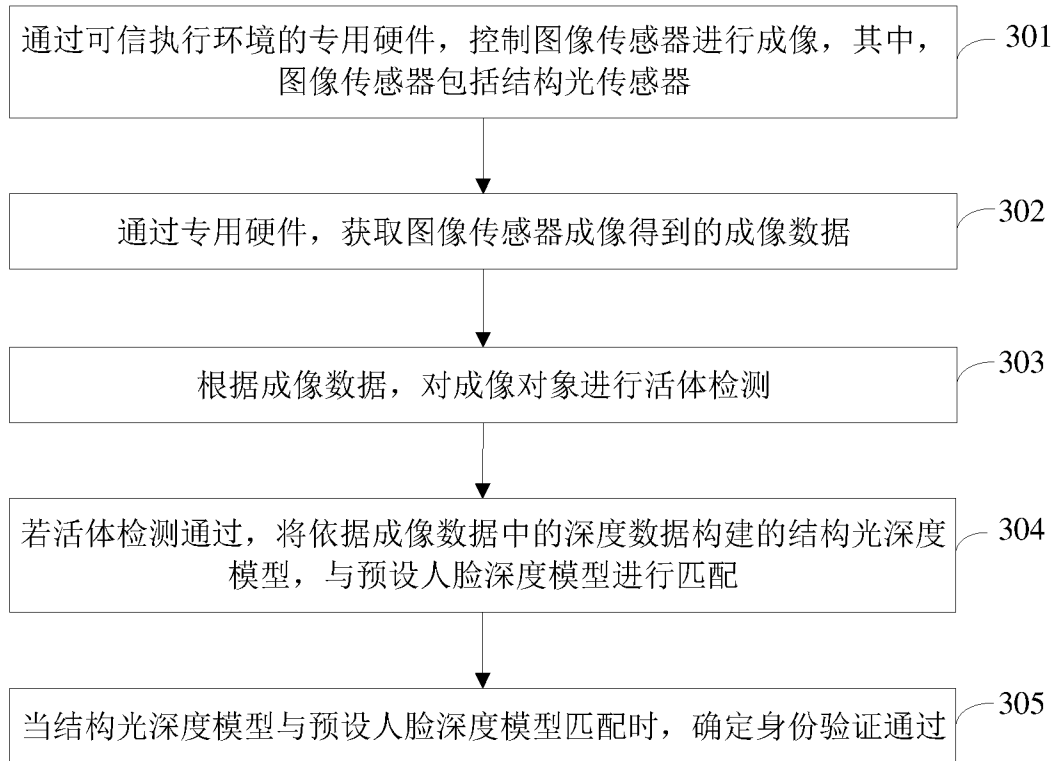 通过可信执行环境的专用硬件，控制图像传感器进行成像，其中，
图像传感器包括结构光传感器
301
通过专用硬件，获取图像传感器成像得到的成像数据
302
根据成像数据，对成像对象进行活体检测
303
若活体检测通过，将依据成像数据中的深度数据构建的结构光深度
模型，与预设人脸深度模型进行匹配
304
当结构光深度模型与预设人脸深度模型匹配时，确定身份验证通过
305